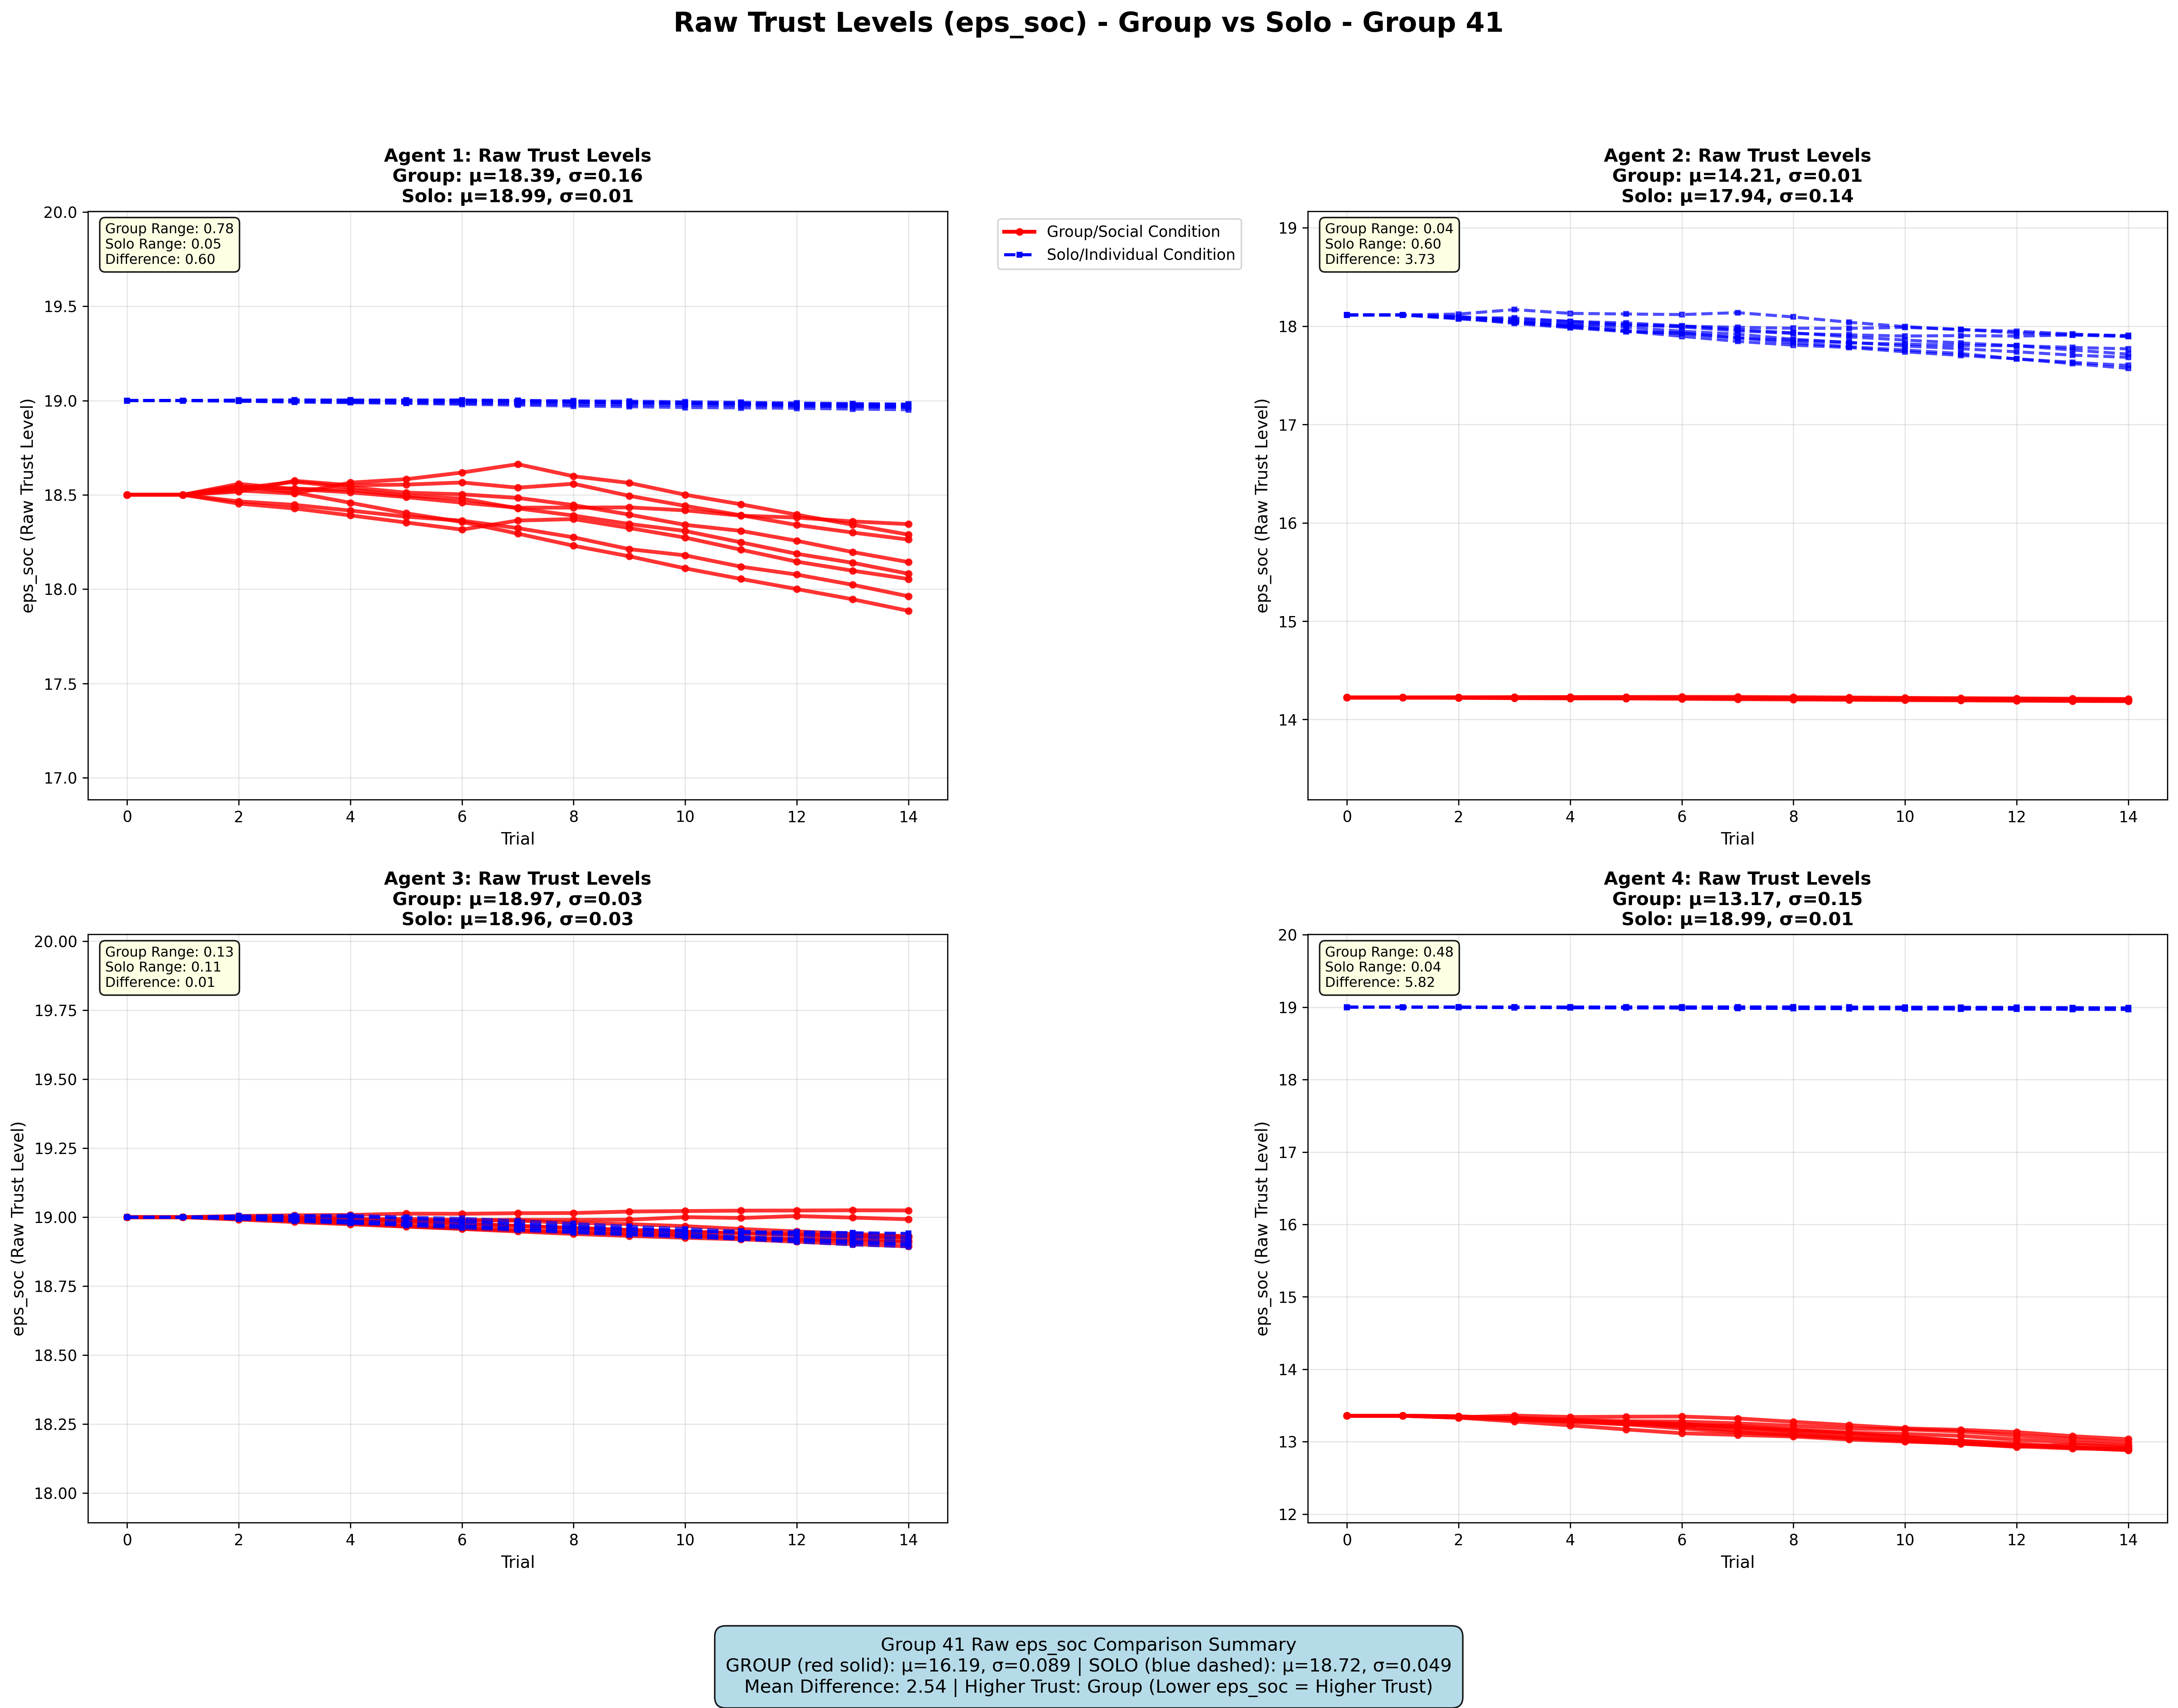 Raw Trust Levels (eps_soc) - Group vs Solo - Group 41
Agent 1: Raw Trust Levels
Group: μ=18.39, σ=0.16
Solo: μ=18.99, σ=0.01
Group Range: 0.78
Solo Range: 0.05
Difference: 0.60
20.0
19.5
19.0
18.5
18.0
17.5
17.0
eps_soc (Raw Trust Level)
0 2 4 6 8 10 12 14
Trial
Group/Social Condition
Solo/Individual Condition
Agent 2: Raw Trust Levels
Group: μ=14.21, σ=0.01
Solo: μ=17.94, σ=0.14
Group Range: 0.04
Solo Range: 0.60
Difference: 3.73
19
18
17
16
15
14
eps_soc (Raw Trust Level)
0 2 4 6 8 10 12 14
Trial
Agent 3: Raw Trust Levels
Group: μ=18.97, σ=0.03
Solo: μ=18.96, σ=0.03
Group Range: 0.13
Solo Range: 0.11
Difference: 0.01
20.00
19.75
19.50
19.25
19.00
18.75
18.50
18.25
18.00
eps_soc (Raw Trust Level)
0 2 4 6 8 10 12 14
Trial
Agent 4: Raw Trust Levels
Group: μ=13.17, σ=0.15
Solo: μ=18.99, σ=0.01
Group Range: 0.48
Solo Range: 0.04
Difference: 5.82
20
19
18
17
16
15
14
13
12
eps_soc (Raw Trust Level)
0 2 4 6 8 10 12 14
Trial
Group 41 Raw eps_soc Comparison Summary
GROUP (red solid): μ=16.19, σ=0.089 | SOLO (blue dashed): μ=18.72, σ=0.049
Mean Difference: 2.54 | Higher Trust: Group (Lower eps_soc = Higher Trust)